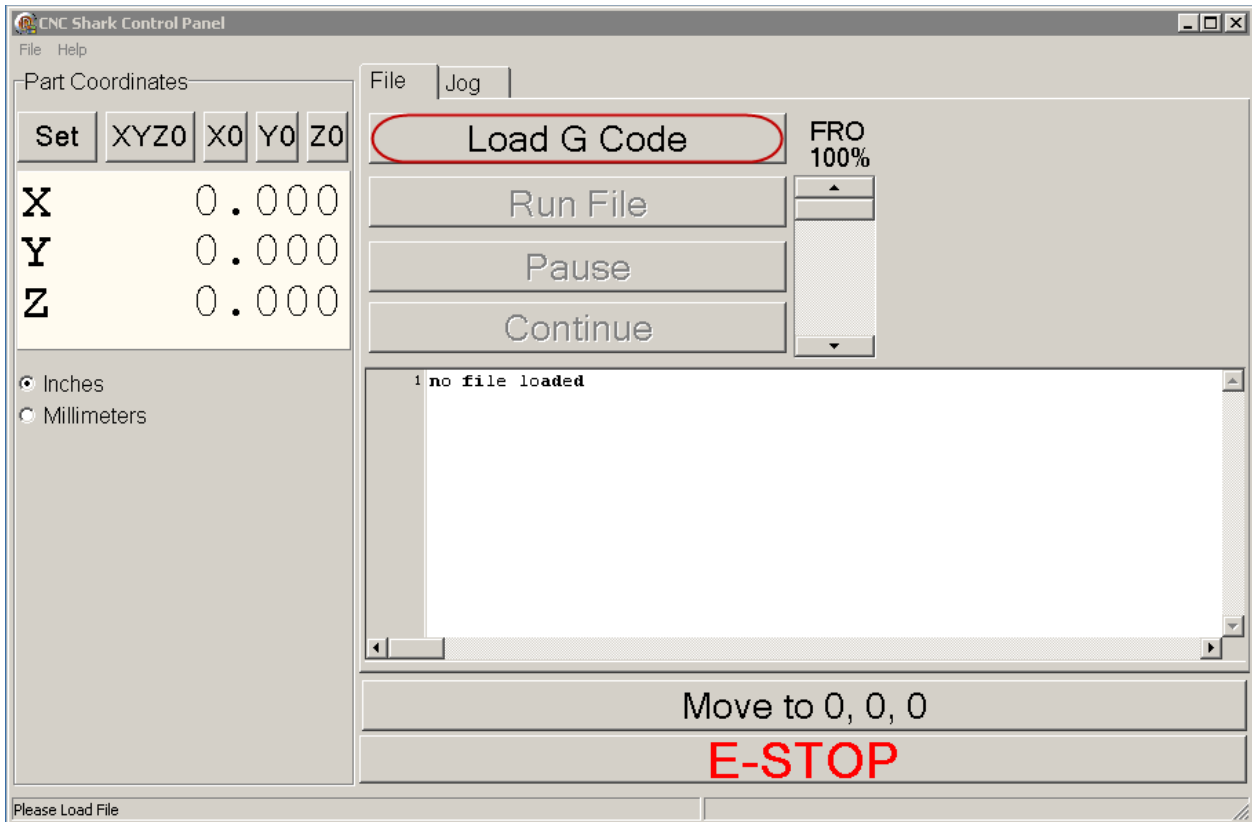 CNC Shark Control Panel
File Help
Part Coordinates
Set XYZ0 X0 Y0 Z0
X 0.000
Y 0.000
Z 0.000
Inches
Millimeters
File Jog
Load G Code
FRO
100%
Run File
Pause
Continue
1 no file loaded
Move to 0, 0, 0
E-STOP
Please Load File